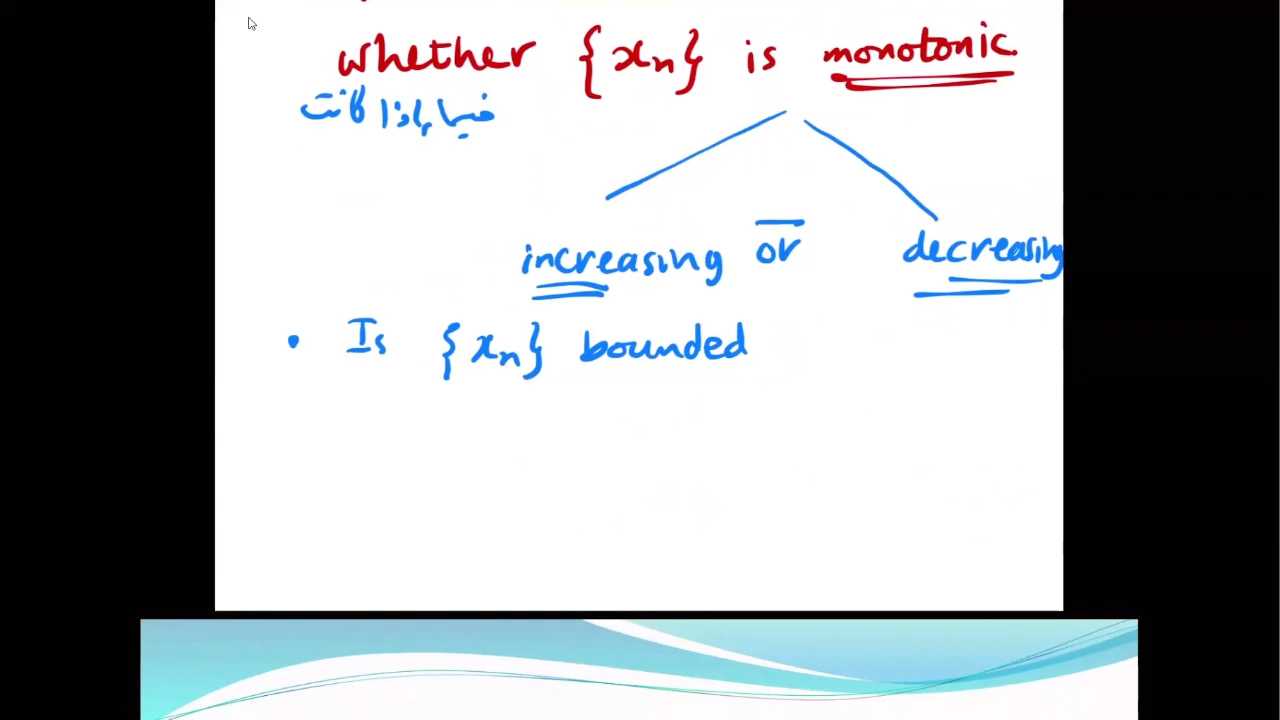 whether {xₙ} is monotonic.
فيما إذا كانت
increasing or decreasing
• Is {xₙ} bounded